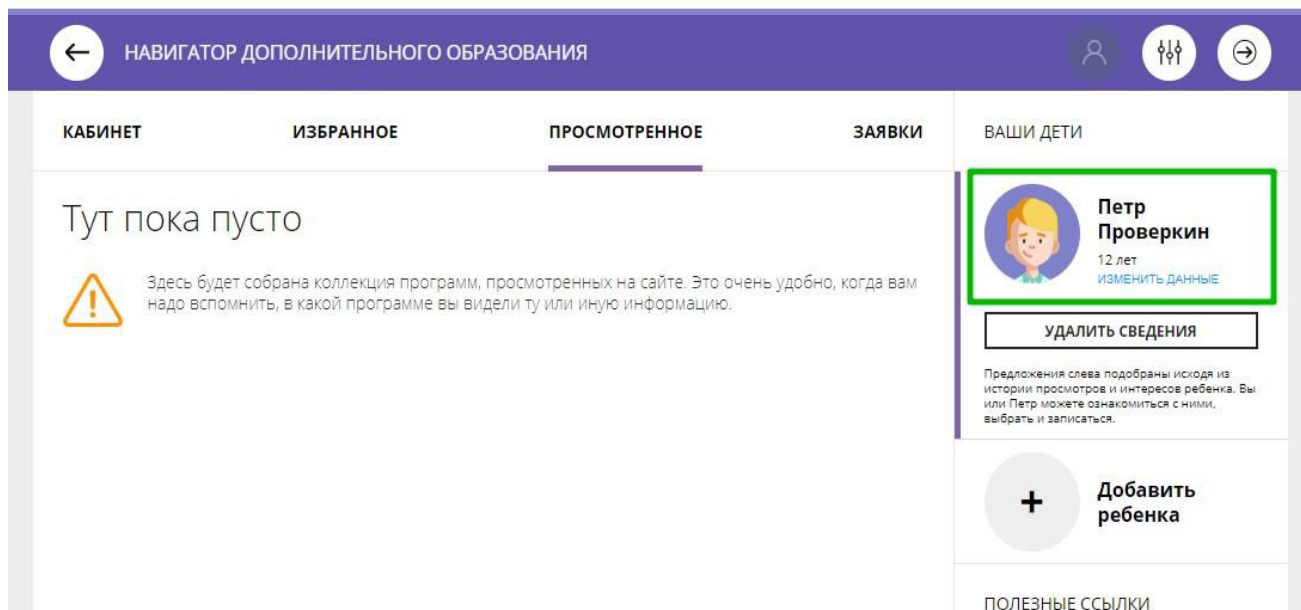 НАВИГАТОР ДОПОЛНИТЕЛЬНОГО ОБРАЗОВАНИЯ
КАБИНЕТ
ИЗБРАННОЕ
ПРОСМОТРЕННОЕ
ЗАЯВКИ
Тут пока пусто
Здесь будет собрана коллекция программ, просмотренных на сайте. Это очень удобно, когда вам
надо вспомнить, в какой программе вы видели ту или иную информацию.
ВАШИ ДЕТИ
Петр
Проверкин
12 лет
ИЗМЕНИТЬ ДАННЫЕ
УДАЛИТЬ СВЕДЕНИЯ
Предложения слева подобраны исходя из
истории просмотров и интересов ребенка. Вы
или Петр можете ознакомиться с ними,
выбрать и записаться.
Добавить
ребенка
ПОЛЕЗНЫЕ ССЫЛКИ